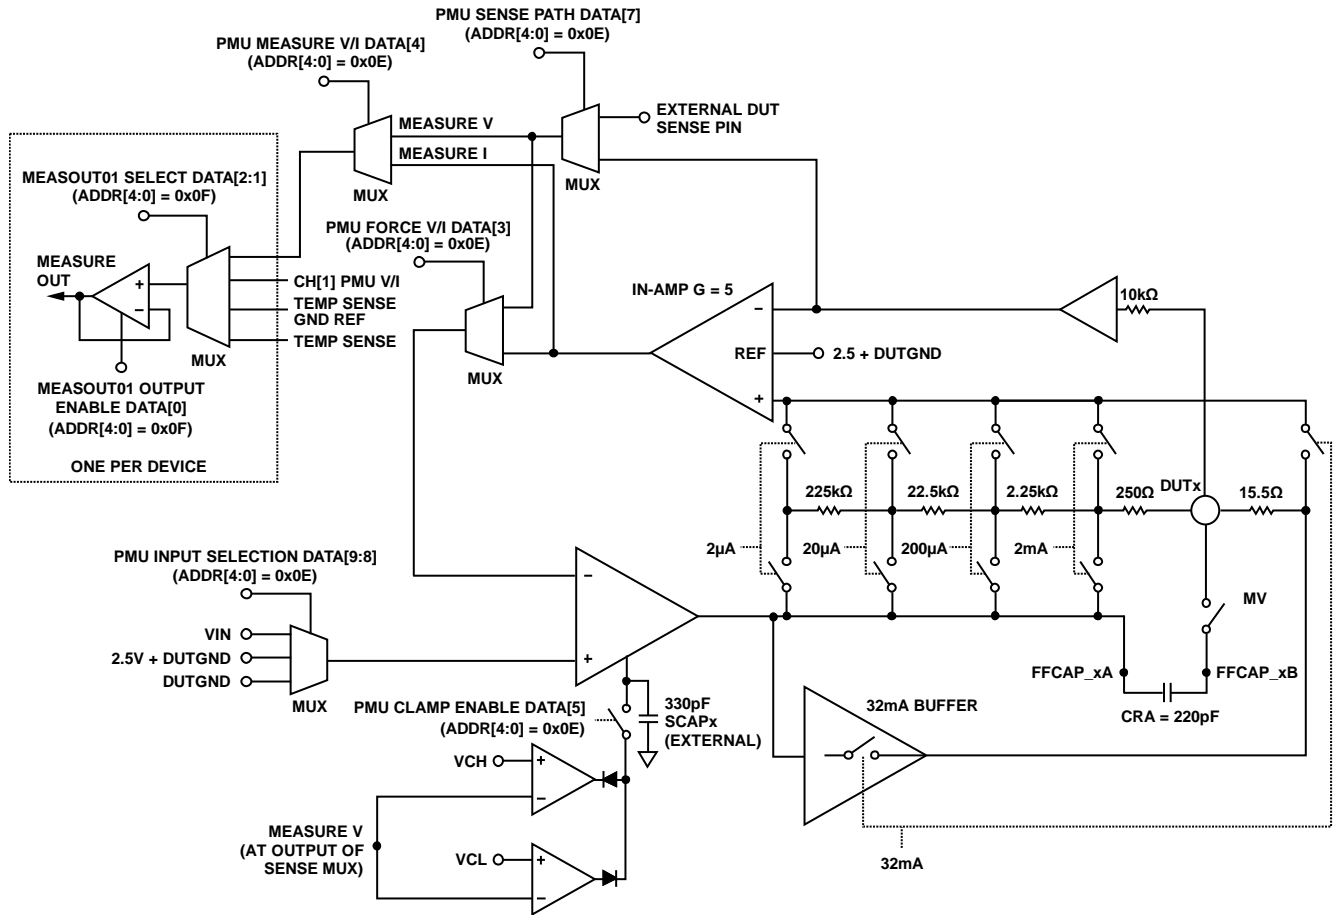 PMU SENSE PATH DATA[7]
(ADDR[4:0] = 0x0E)
PMU MEASURE V/I DATA[4]
(ADDR[4:0] = 0x0E)
EXTERNAL DUT
SENSE PIN
MEASURE V
MEASURE I
MUX
MUX
MEASOUT01 SELECT DATA[2:1]
(ADDR[4:0] = 0x0F)
PMU FORCE V/I DATA[3]
(ADDR[4:0] = 0x0E)
MEASURE
OUT
+
−
CH[1] PMU V/I
TEMP SENSE
GND REF
TEMP SENSE
MUX
MUX
MEASOUT01 OUTPUT
ENABLE DATA[0]
(ADDR[4:0] = 0x0F)
ONE PER DEVICE
IN-AMP G = 5
−
REF
+
2.5 + DUTGND
10kΩ
225kΩ
22.5kΩ
2.25kΩ
250Ω
DUTx
15.5Ω
2µA
20µA
200µA
2mA
MV
PMU INPUT SELECTION DATA[9:8]
(ADDR[4:0] = 0x0E)
VIN
2.5V + DUTGND
DUTGND
MUX
−
+
FFCAP_xA
FFCAP_xB
CRA = 220pF
PMU CLAMP ENABLE DATA[5]
(ADDR[4:0] = 0x0E)
330pF
SCAPx
(EXTERNAL)
32mA BUFFER
VCH
+
−
MEASURE V
(AT OUTPUT OF
SENSE MUX)
VCL
+
−
32mA